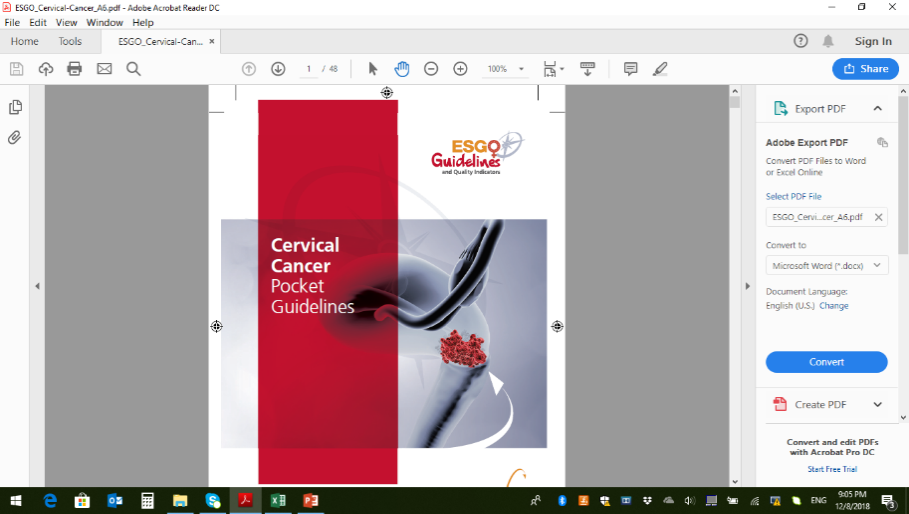 ESGO_Cervical-Cancer_A6.pdf - Adobe Acrobat Reader DC
File Edit View Window Help
Home Tools ESGO_Cervical-Can... ×
Sign In
1 / 48
100%
Share
ESGO
Guidelines
and Quality Indicators
Cervical
Cancer
Pocket
Guidelines
Export PDF
Adobe Export PDF
Convert PDF Files to Word
or Excel Online
Select PDF File
ESGO_Cervi...cer_A6.pdf
Convert to
Microsoft Word (*.docx)
Document Language:
English (U.S.) Change
Convert
Create PDF
Convert and edit PDFs
with Acrobat Pro DC
Start Free Trial
ENG
9:05 PM
12/8/2018
3